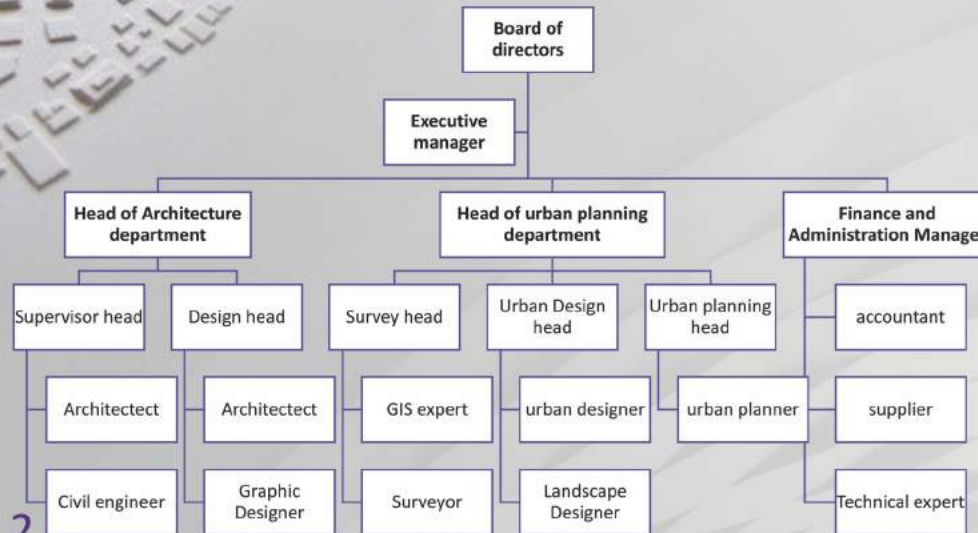 Board of
directors
Executive
manager
Head of Architecture
department
Head of urban planning
department
Finance and
Administration Manage
Supervisor head
Design head
Survey head
Urban Design
head
Urban planning
head
accountant
Architectect
Architectect
GIS expert
urban designer
urban planner
supplier
Civil engineer
Graphic
Designer
Surveyor
Landscape
Designer
Technical expert
2